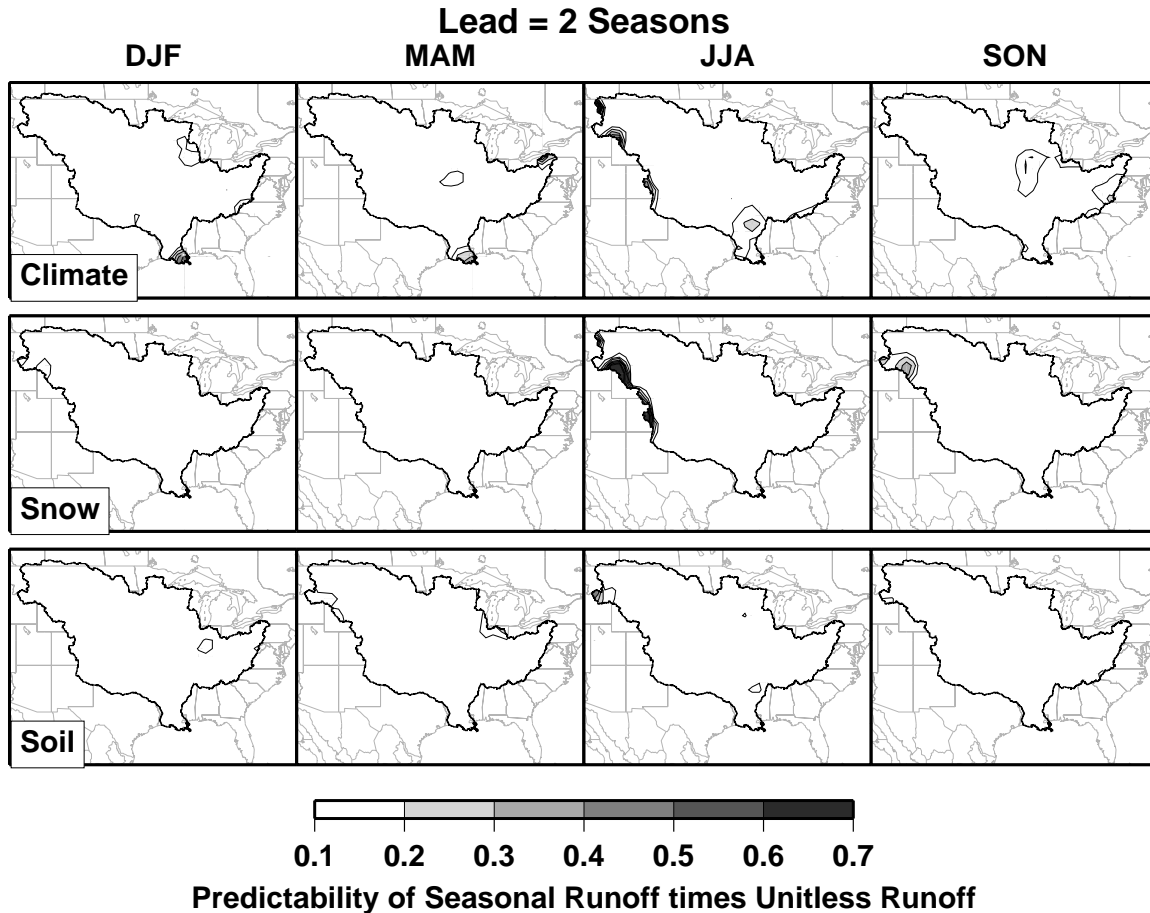 Lead = 2 Seasons
DJF MAM JJA SON
Climate
Snow
Soil
0.1 0.2 0.3 0.4 0.5 0.6 0.7
Predictability of Seasonal Runoff times Unitless Runoff